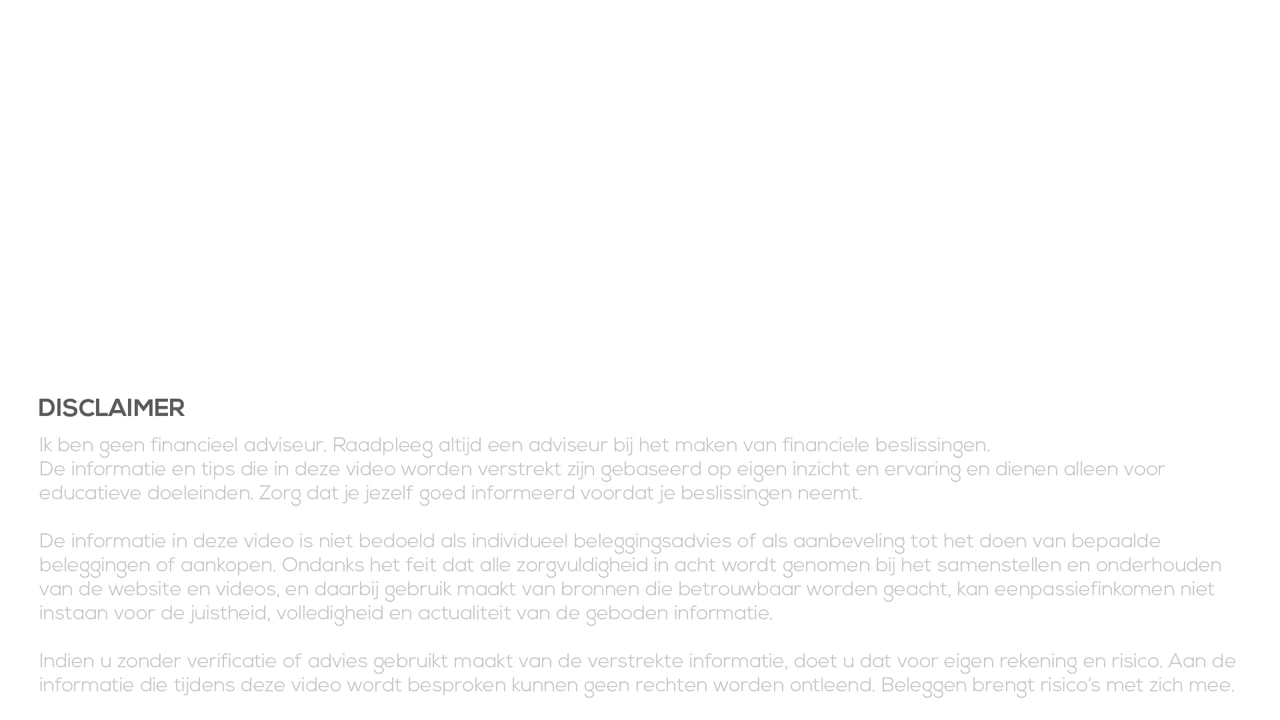 DISCLAIMER
Ik ben geen financieel adviseur. Raadpleeg altijd een adviseur bij het maken van financiele beslissingen.
De informatie en tips die in deze video worden verstrekt zijn gebaseerd op eigen inzicht en ervaring en dienen alleen voor
educatieve doeleinden. Zorg dat je jezelf goed informeerd voordat je beslissingen neemt.
De informatie in deze video is niet bedoeld als individueel beleggingsadvies of als aanbeveling tot het doen van bepaalde
beleggingen of aankopen. Ondanks het feit dat alle zorgvuldigheid in acht wordt genomen bij het samenstellen en onderhouden
van de website en videos, en daarbij gebruik maakt van bronnen die betrouwbaar worden geacht, kan eenpassiefinkomen niet
instaan voor de juistheid, volledigheid en actualiteit van de geboden informatie.
Indien u zonder verificatie of advies gebruikt maakt van de verstrekte informatie, doet u dat voor eigen rekening en risico. Aan de
informatie die tijdens deze video wordt besproken kunnen geen rechten worden ontleend. Beleggen brengt risico's met zich mee.